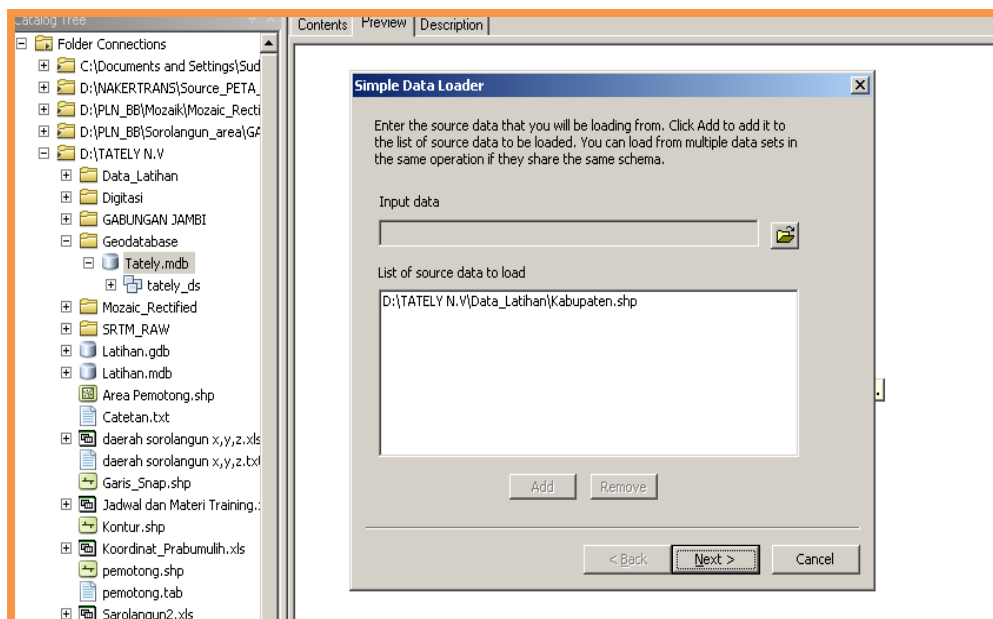 Catalog Tree
Folder Connections
C:\Documents and Settings\Sud
D:\NAKERTRANS\Source_PETA_
D:\PLN_BB\Mozaik\Mozaic_Recti
D:\PLN_BB\Sorolangun_area\GA
D:\TATELY N.V
Data_Latihan
Digitasi
GABUNGAN JAMBI
Geodatabase
Tately.mdb
tately_ds
Mozaic_Rectified
SRTM_RAW
Latihan.gdb
Latihan.mdb
Area Pemotong.shp
Catetan.txt
daerah sorolangun x,y,z.xls
daerah sorolangun x,y,z.txt
Garis_Snap.shp
Jadwal dan Materi Training.
Kontur.shp
Koordinat_Prabumulih.xls
pemotong.shp
pemotong.tab
Sarolangun2.xls
Contents Preview Description
Simple Data Loader
Enter the source data that you will be loading from. Click Add to add it to
the list of source data to be loaded. You can load from multiple data sets in
the same operation if they share the same schema.
Input data
List of source data to load
D:\TATELY N.V\Data_Latihan\Kabupaten.shp
Add Remove
< Back Next > Cancel